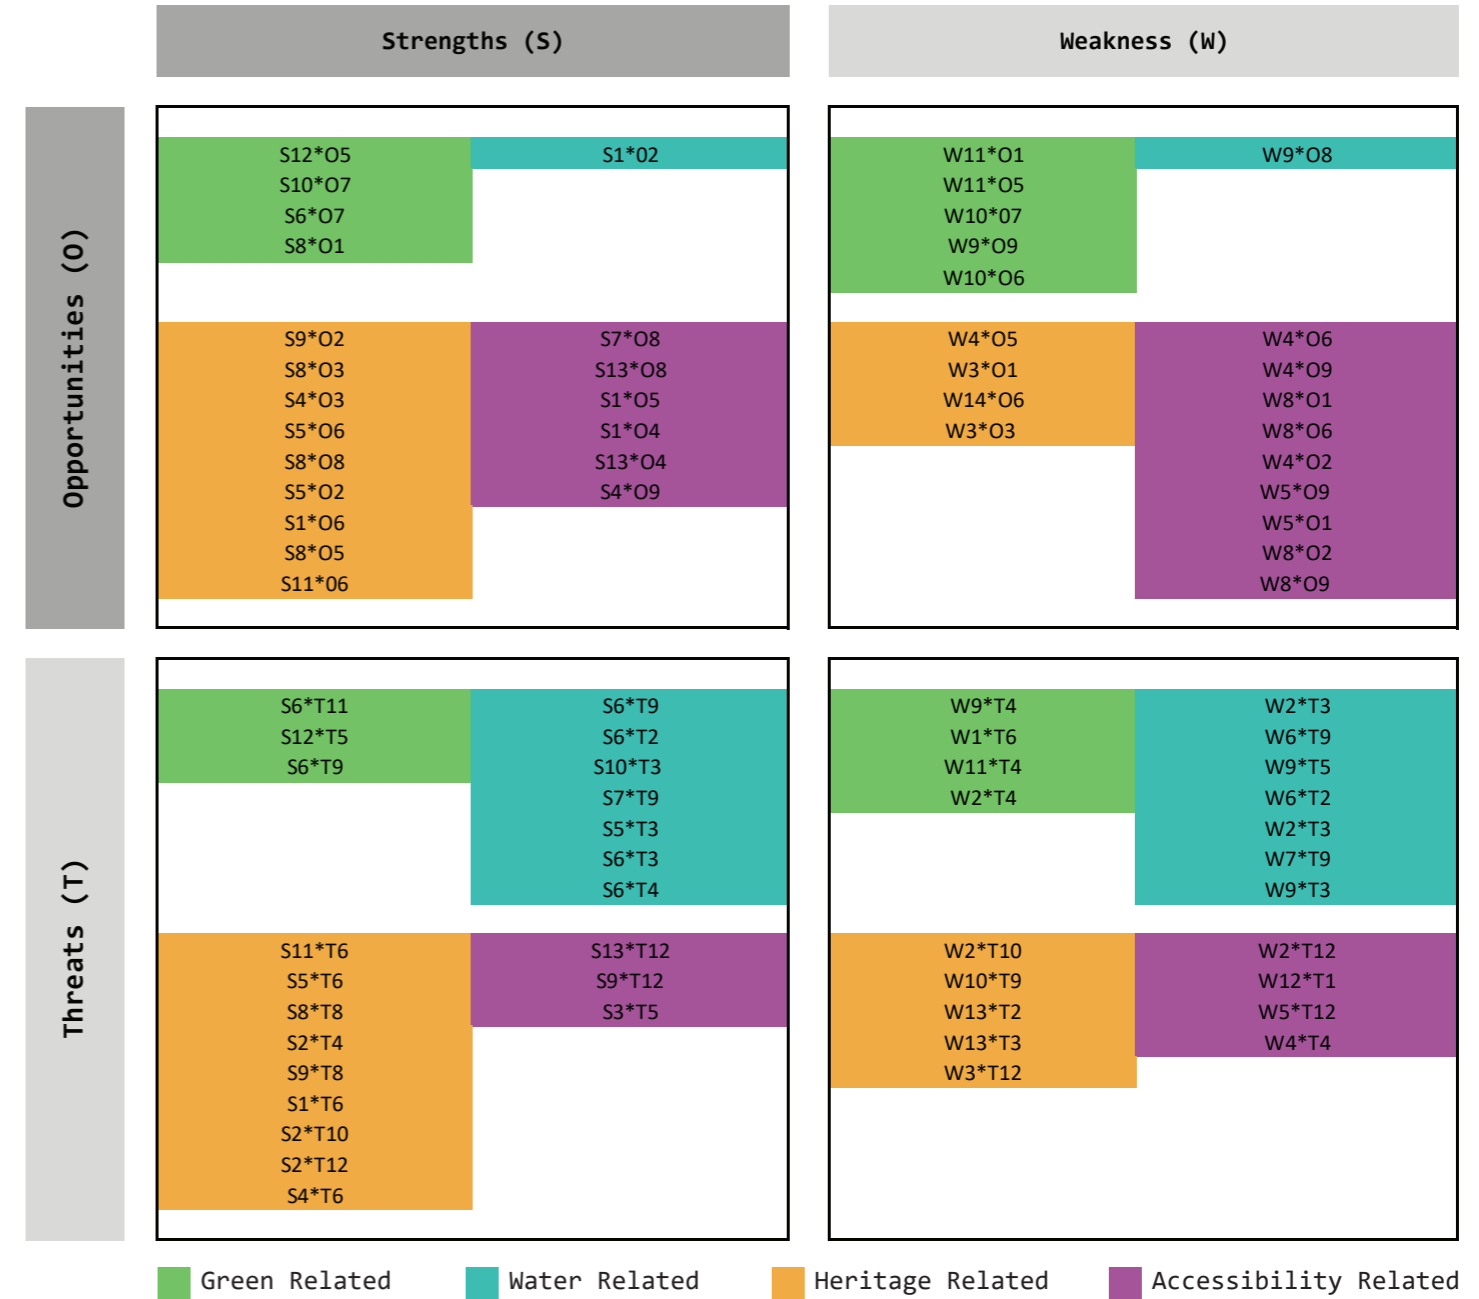 Strengths (S)
Weakness (W)
Opportunities (O)
S12*O5
S10*O7
S6*O7
S8*O1
S1*02
S9*O2
S8*O3
S4*O3
S5*O6
S8*O8
S5*O2
S1*O6
S8*O5
S11*06
S7*O8
S13*O8
S1*O5
S1*O4
S13*O4
S4*O9
W11*O1
W11*O5
W10*07
W9*O9
W10*O6
W9*O8
W4*O5
W3*O1
W14*O6
W3*O3
W4*O6
W4*O9
W8*O1
W8*O6
W4*O2
W5*O9
W5*O1
W8*O2
W8*O9
Threats (T)
S6*T11
S12*T5
S6*T9
S6*T9
S6*T2
S10*T3
S7*T9
S5*T3
S6*T3
S6*T4
S11*T6
S5*T6
S8*T8
S2*T4
S9*T8
S1*T6
S2*T10
S2*T12
S4*T6
S13*T12
S9*T12
S3*T5
W9*T4
W1*T6
W11*T4
W2*T4
W2*T3
W6*T9
W9*T5
W6*T2
W2*T3
W7*T9
W9*T3
W2*T10
W10*T9
W13*T2
W13*T3
W3*T12
W2*T12
W12*T1
W5*T12
W4*T4
Green Related
Water Related
Heritage Related
Accessibility Related